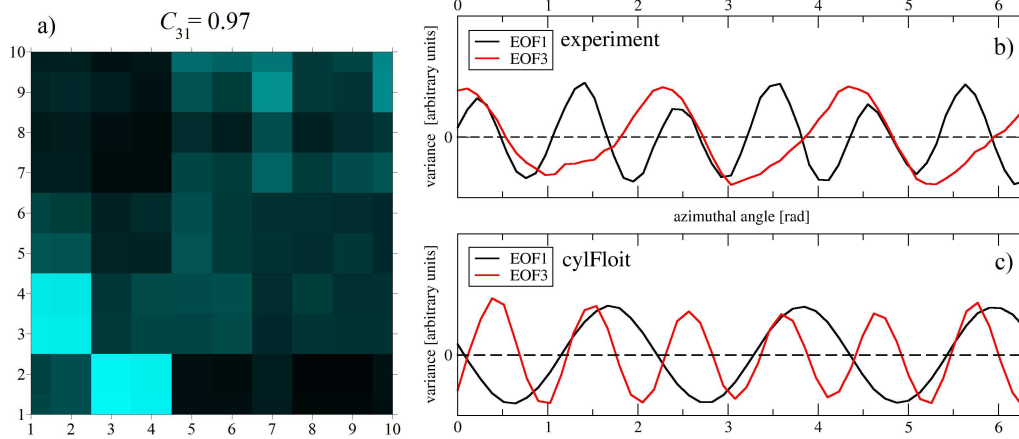 a)
C31 = 0.97
10
9
8
7
6
5
4
3
2
1
1 2 3 4 5 6 7 8 9 10
0 1 2 3 4 5 6
variance [arbitrary units]
0
EOF1
EOF3
experiment
b)
azimuthal angle [rad]
variance [arbitrary units]
0
EOF1
EOF3
cylFloit
c)
0 1 2 3 4 5 6